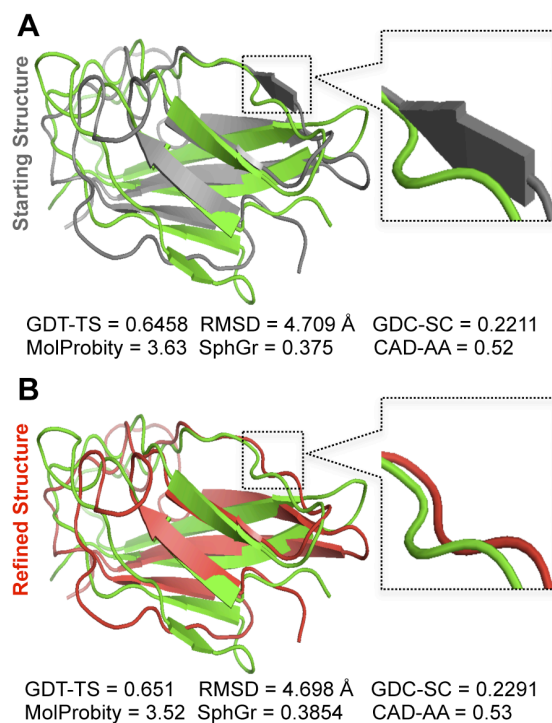 A
Starting Structure
GDT-TS = 0.6458 RMSD = 4.709 Å GDC-SC = 0.2211
MolProbity = 3.63 SphGr = 0.375 CAD-AA = 0.52
B
Refined Structure
GDT-TS = 0.651 RMSD = 4.698 Å GDC-SC = 0.2291
MolProbity = 3.52 SphGr = 0.3854 CAD-AA = 0.53